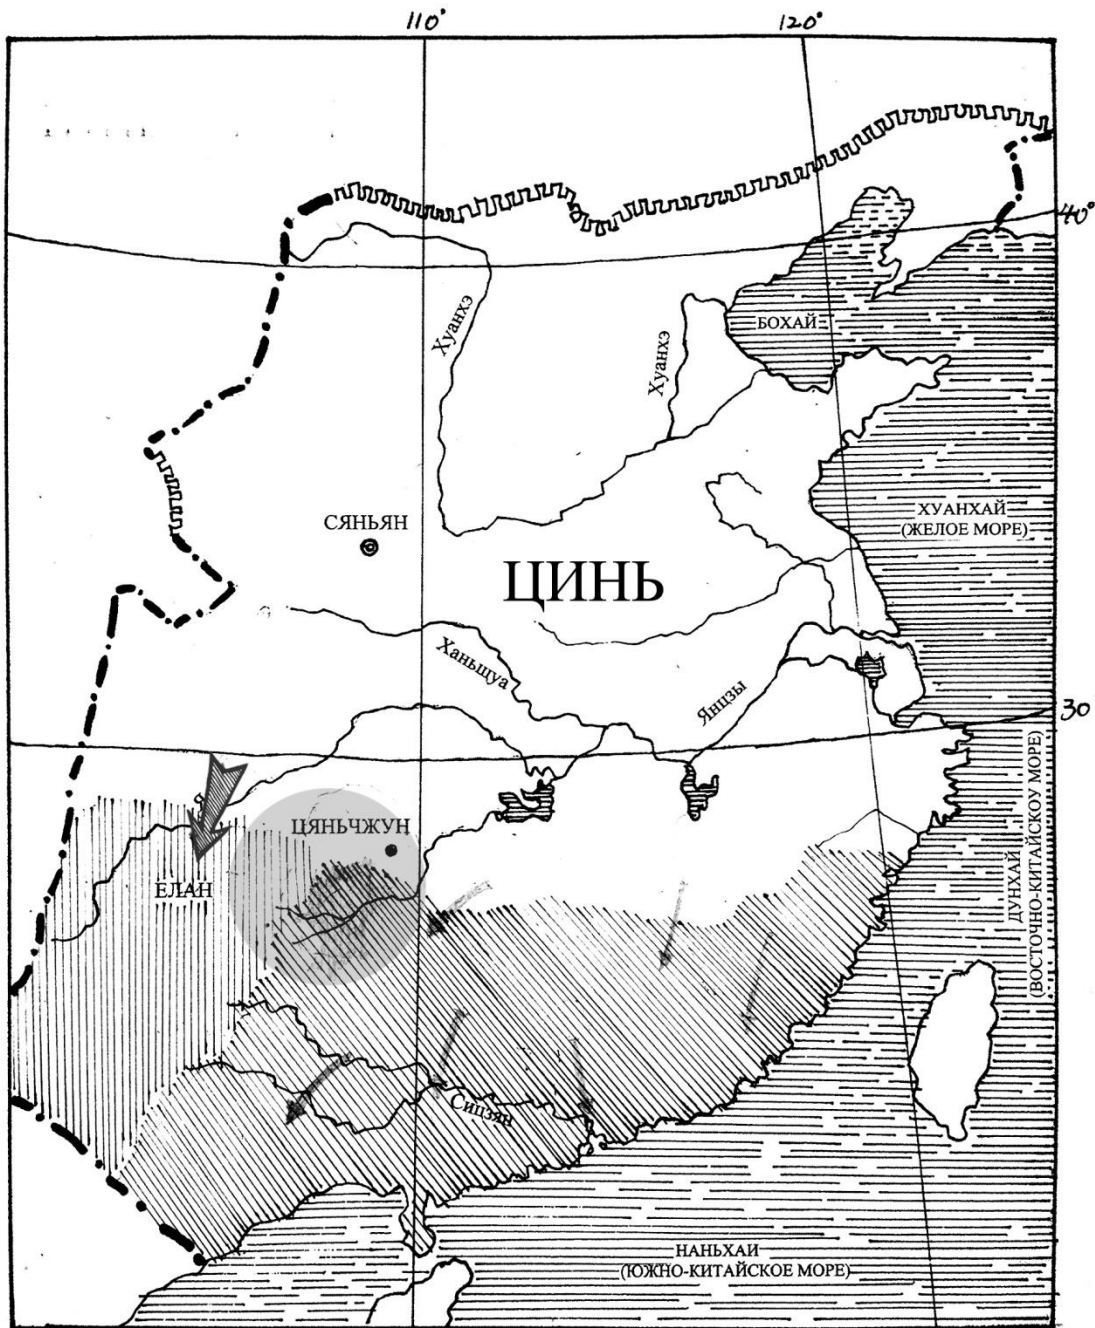 110°
120°
40°
Хуанхэ
Хуанхэ
БОХАЙ
СЯНЬЯН
ЦИНЬ
ХУАНХАЙ
(ЖЕЛОЕ МОРЕ)
Ханьшуа
Янцзы
30
ЦЯНЬЧЖУН
ЕЛАН
ДУНХАЙ
(ВОСТОЧНО-КИТАЙСКОУ МОРЕ)
Сицзян
НАНЬХАИ
(ЮЖНО-КИТАЙСКОЕ МОРЕ)